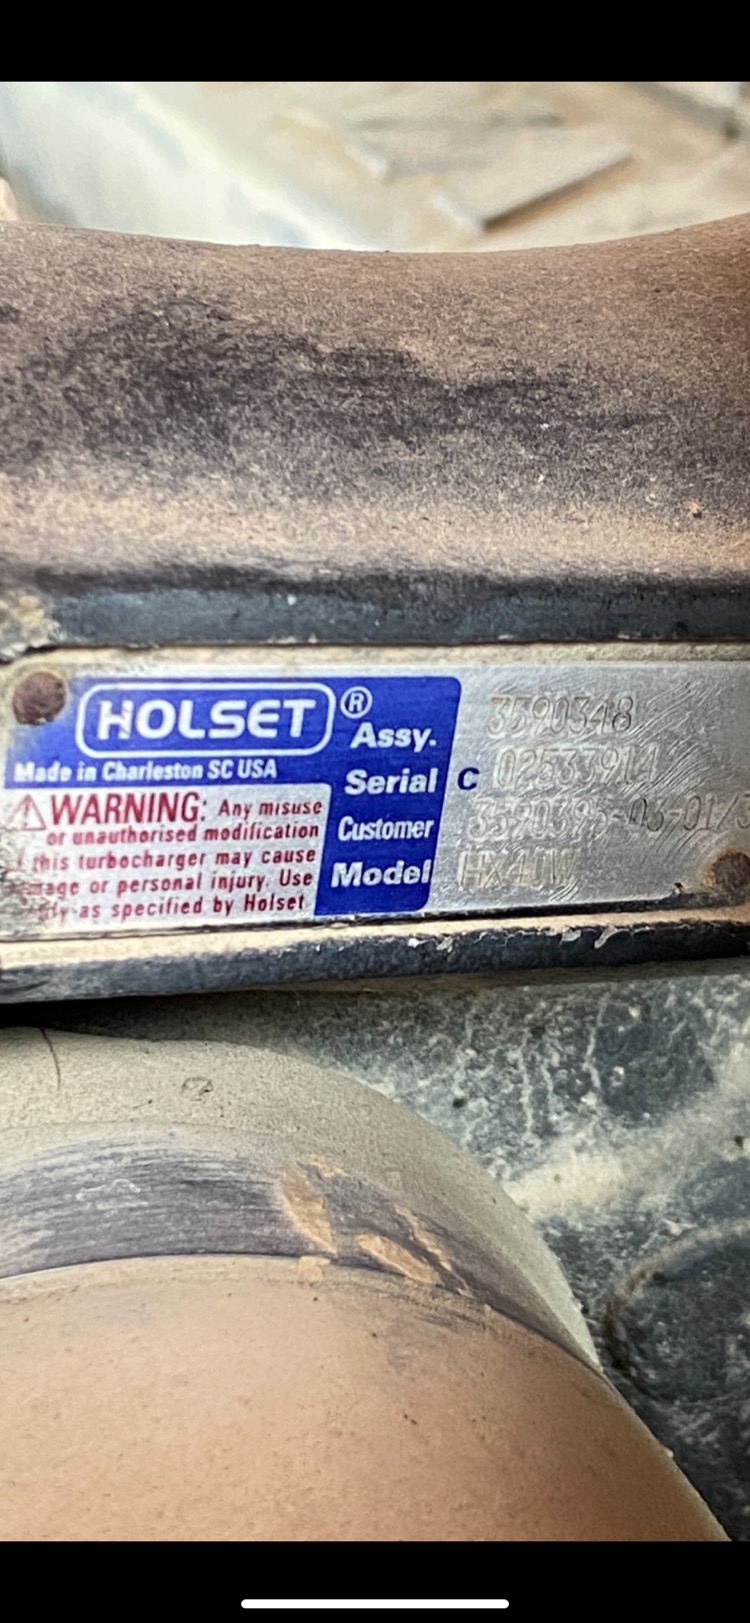 HOLSET ®
Made in Charleston SC USA
WARNING: Any misuse
or unauthorised modification
this turbocharger may cause
or personal injury. Use
as specified by Holset
Assy. 3590348
Serial C 02533914
Customer
Model HX40W